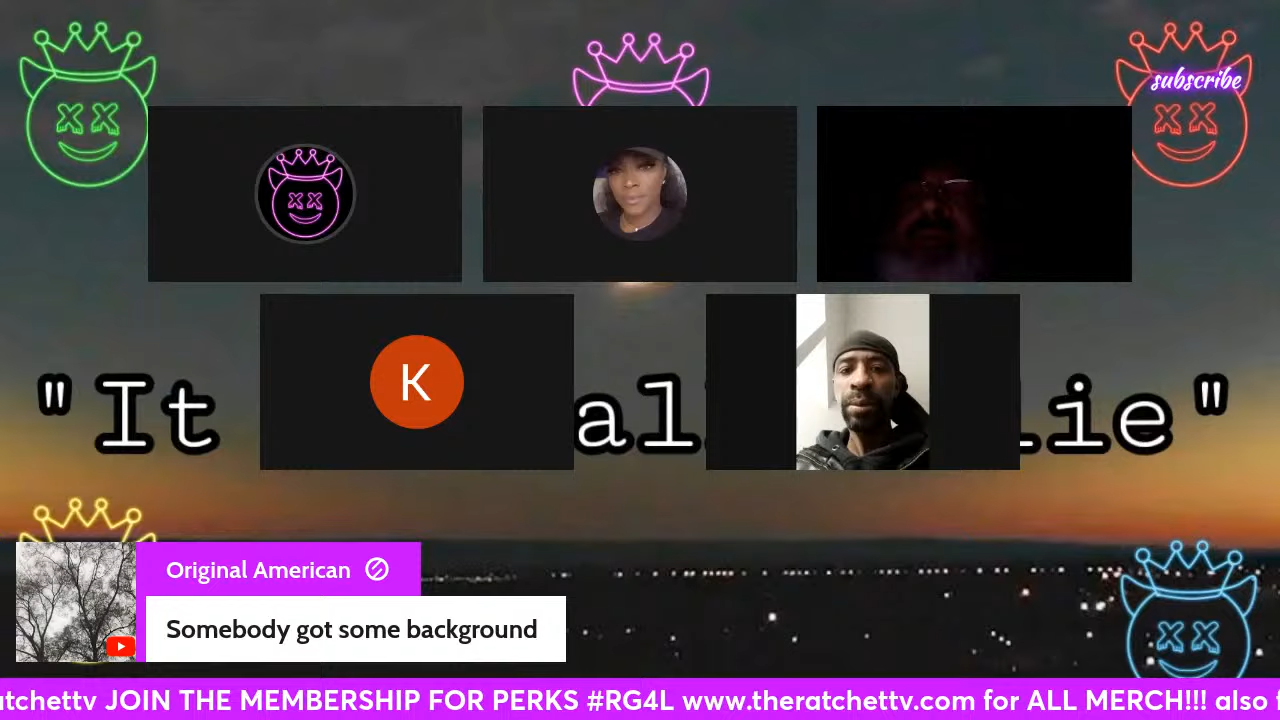 subscribe
K
"It al ie"
Original American
Somebody got some background
atchettv JOIN THE MEMBERSHIP FOR PERKS #RG4L www.theratchettv.com for ALL MERCH!!! also